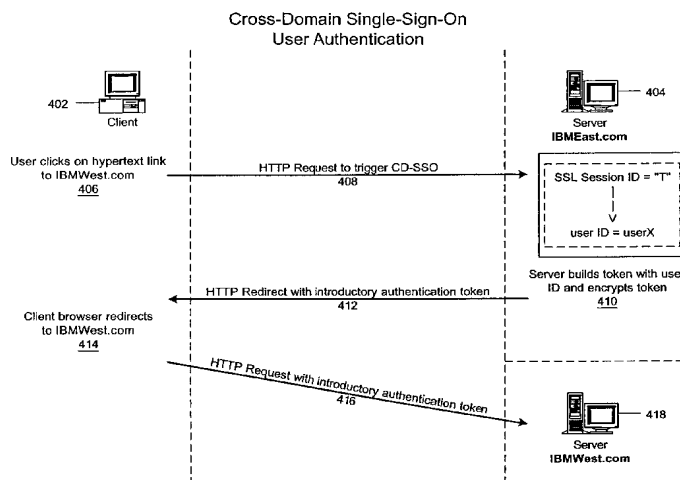 Cross-Domain Single-Sign-On
User Authentication
402
Client
404
Server
IBMEast.com
User clicks on hypertext link
to IBMWest.com
406
HTTP Request to trigger CD-SSO
408
SSL Session ID = "T"
user ID = userX
Server builds token with user
ID and encrypts token
410
HTTP Redirect with introductory authentication token
412
Client browser redirects
to IBMWest.com
414
HTTP Request with introductory authentication token
416
418
Server
IBMWest.com